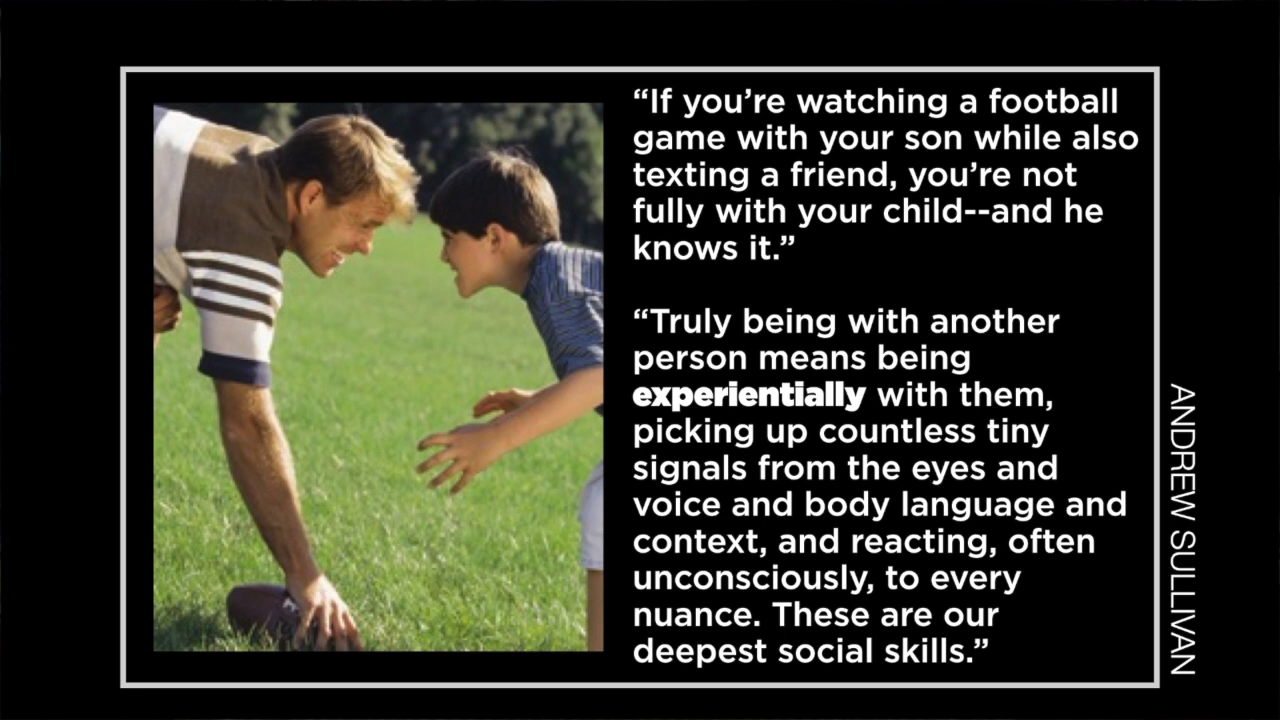 “If you’re watching a football
game with your son while also
texting a friend, you’re not
fully with your child--and he
knows it.”
“Truly being with another
person means being
experientially with them,
picking up countless tiny
signals from the eyes and
voice and body language and
context, and reacting, often
unconsciously, to every
nuance. These are our
deepest social skills.”
ANDREW SULLIVAN